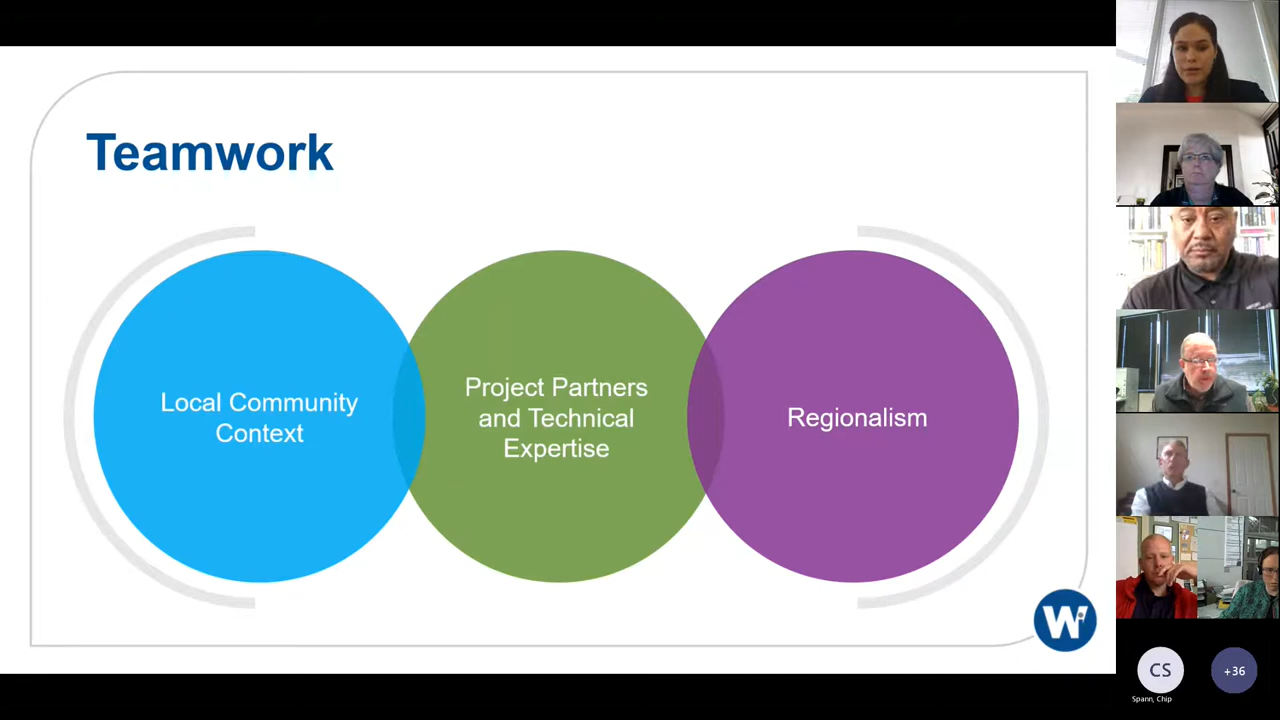 Teamwork
Local Community
Context
Project Partners
and Technical
Expertise
Regionalism
W
CS
+36
Spann, Chip